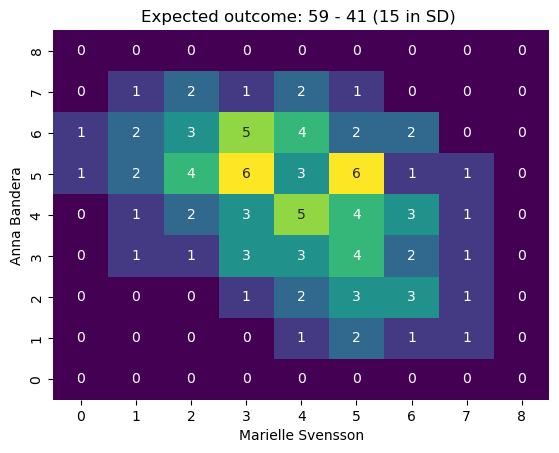 Expected outcome: 59 - 41 (15 in SD)
Anna Bandera
8 0 0 0 0 0 0 0 0 0
7 0 1 2 1 2 1 0 0 0
6 1 2 3 5 4 2 2 0 0
5 1 2 4 6 3 6 1 1 0
4 0 1 2 3 5 4 3 1 0
3 0 1 1 3 3 4 2 1 0
2 0 0 0 1 2 3 3 1 0
1 0 0 0 0 1 2 1 1 0
0 0 0 0 0 0 0 0 0 0
0 1 2 3 4 5 6 7 8
Marielle Svensson